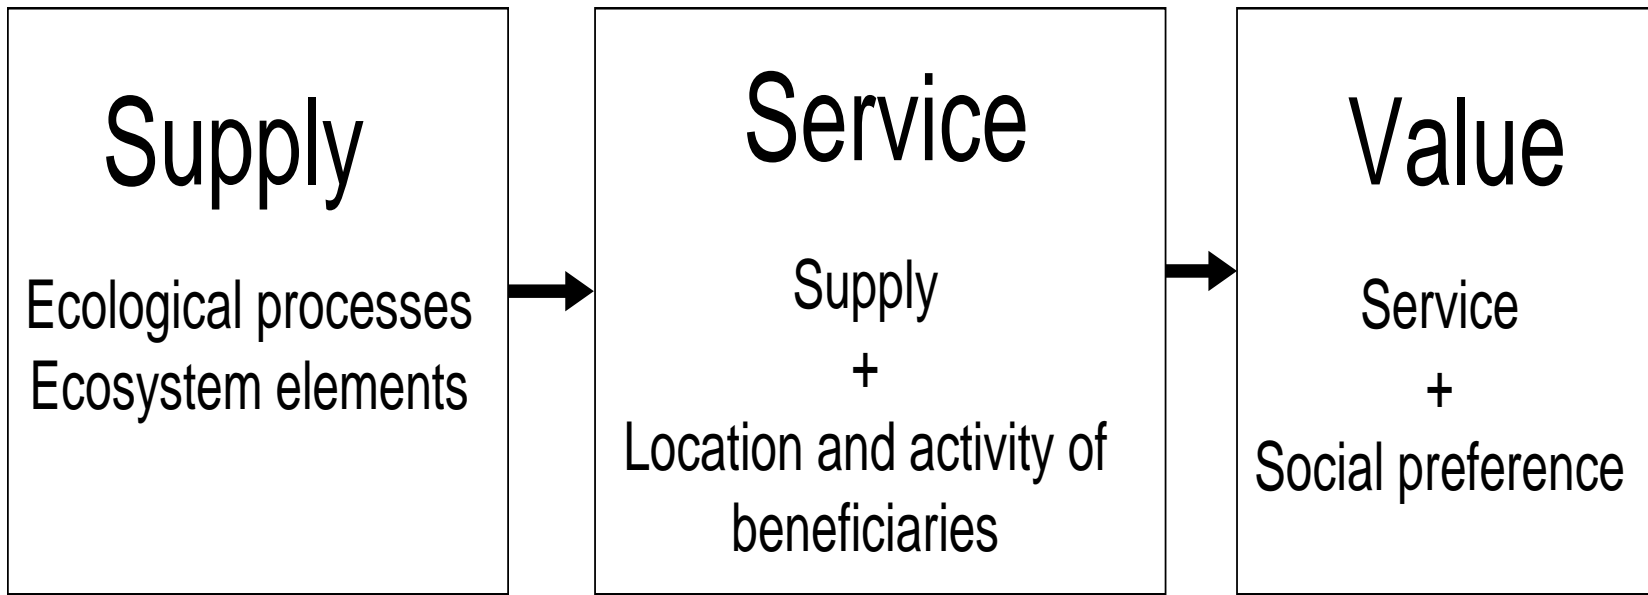 Supply
Ecological processes
Ecosystem elements
Service
Supply
+
Location and activity of
beneficiaries
Value
Service
+
Social preference